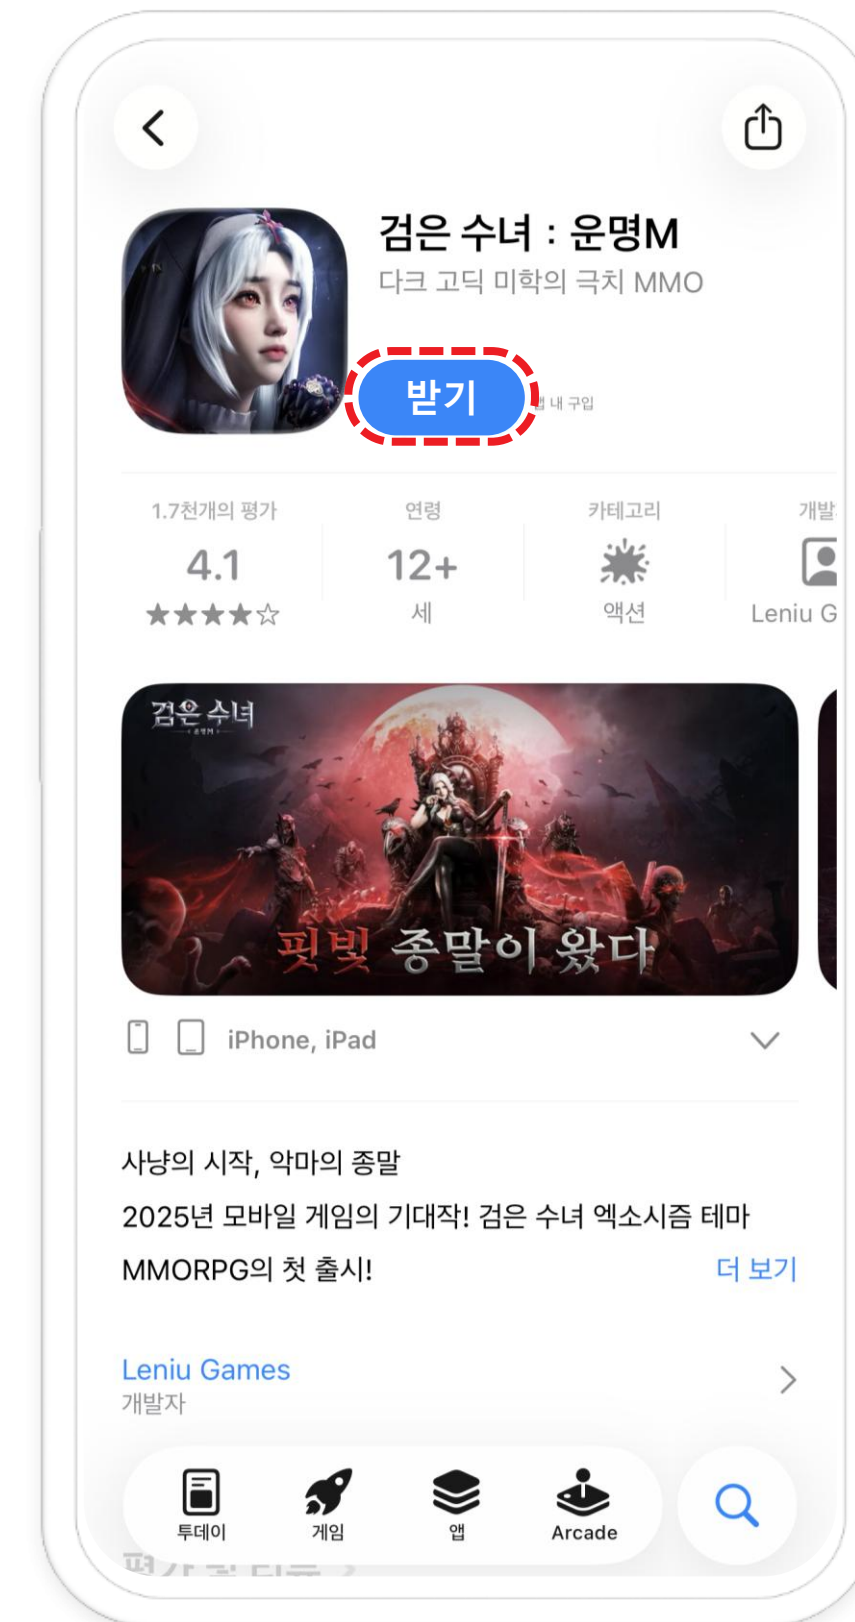 검은 수녀 : 운명M
다크 고딕 미학의 극치 MMO
받기
앱 내 구입
1.7천개의 평가
연령
카테고리
4.1
12+
★★★★☆
세
액션
Leniu G
검은 수녀
운명M
핏빛 종말이 왔다
iPhone, iPad
사냥의 시작, 악마의 종말
2025년 모바일 게임의 기대작! 검은 수녀 엑소시즘 테마
MMORPG의 첫 출시!
더 보기
Leniu Games
개발자
투데이
게임
앱
Arcade